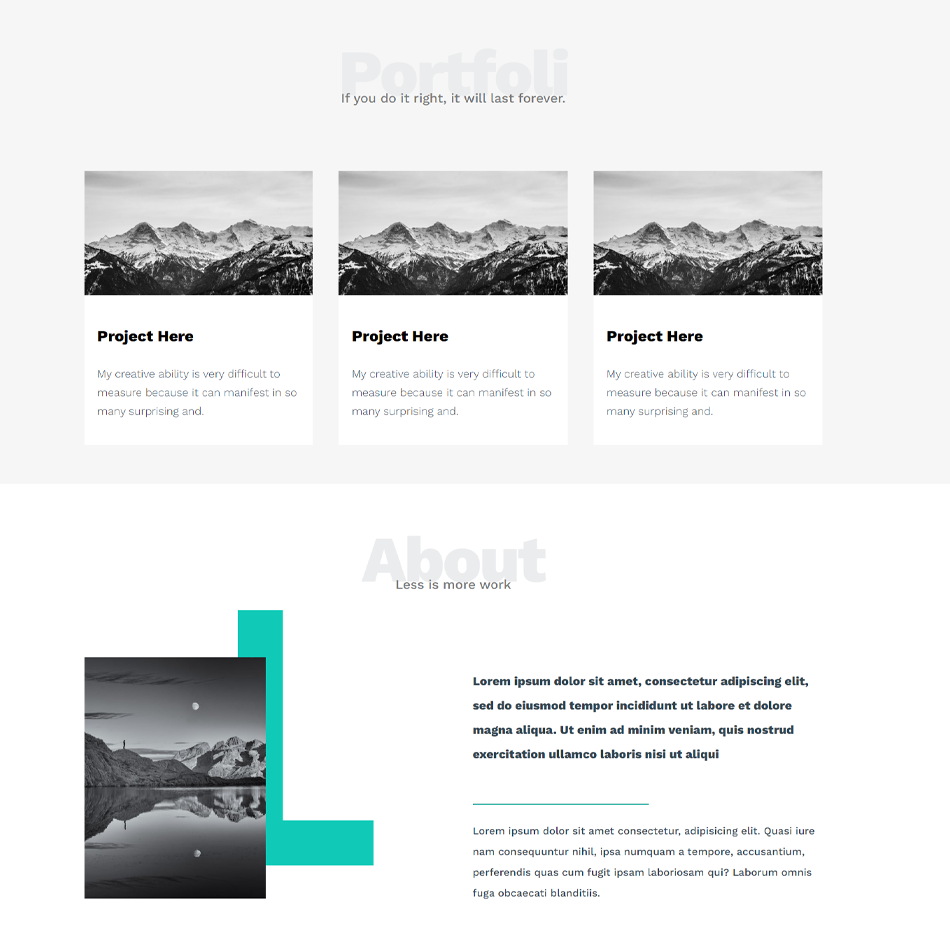 Portfoli
If you do it right, it will last forever.
Project Here
My creative ability is very difficult to
measure because it can manifest in so
many surprising and.
Project Here
My creative ability is very difficult to
measure because it can manifest in so
many surprising and.
Project Here
My creative ability is very difficult to
measure because it can manifest in so
many surprising and.
About
Less is more work
Lorem ipsum dolor sit amet, consectetur adipiscing elit,
sed do eiusmod tempor incididunt ut labore et dolore
magna aliqua. Ut enim ad minim veniam, quis nostrud
exercitation ullamco laboris nisi ut aliqui
Lorem ipsum dolor sit amet consectetur, adipisicing elit. Quasi iure
nam consequuntur nihil, ipsa numquam a tempore, accusantium,
perferendis quas cum fugit ipsam laboriosam qui? Laborum omnis
fuga obcaecati blanditiis.